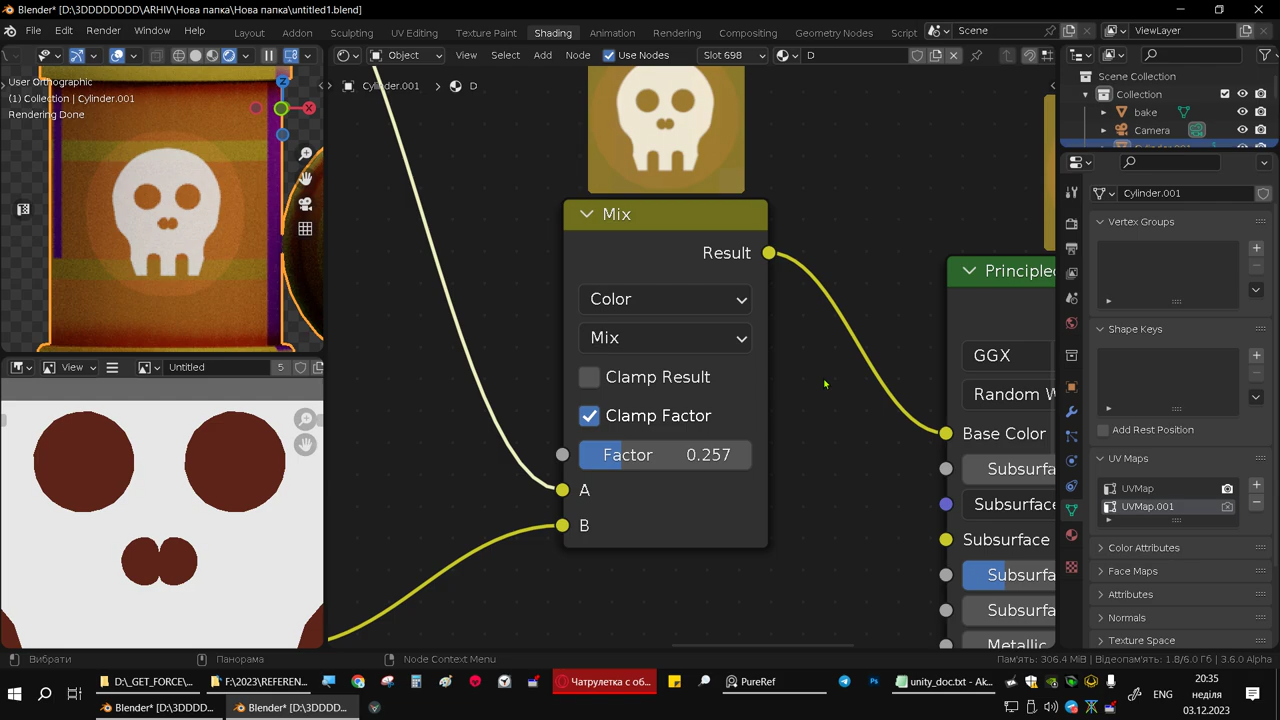 Blender* [D:\3DDDDDDDD\ARHIV\Нова папка\Нова папка\untitled1.blend]
File Edit Render Window Help
Layout Addon Sculpting UV Editing Texture Paint Shading Animation Rendering Compositing Geometry Nodes Script
Scene ViewLayer
Object View Select Add Node Use Nodes Slot 698 D
User Orthographic
(1) Collection | Cylinder.001
Rendering Done
Z
X
Cylinder.001 D
Scene Collection
Collection
bake
Camera
Cylinder.001
Mix
Result
Color
Mix
Clamp Result
Clamp Factor
Factor 0.257
A
B
Principled
GGX
Random W
Base Color
Subsurfa
Subsurfa
Subsurface
Subsurfa
Subsurfa
Metallic
Cylinder.001
Vertex Groups
Shape Keys
Add Rest Position
UV Maps
UVMap
UVMap.001
Color Attributes
Face Maps
Attributes
Normals
Texture Space
View Untitled 5
Вибрати Панорама Node Context Menu
Пам'ять: 306.4 MiB | Відеопам'ять: 1.8/6.0 Гб | 3.6.0 Alpha
D:\_GET_FORCE/... F:\2023\REFEREN... Чатрулетка с об... PureRef unity_doc.txt - Ak...
Blender* [D:\3DDDD... Blender* [D:\3DDDD...
ENG
20:35
неділя
03.12.2023